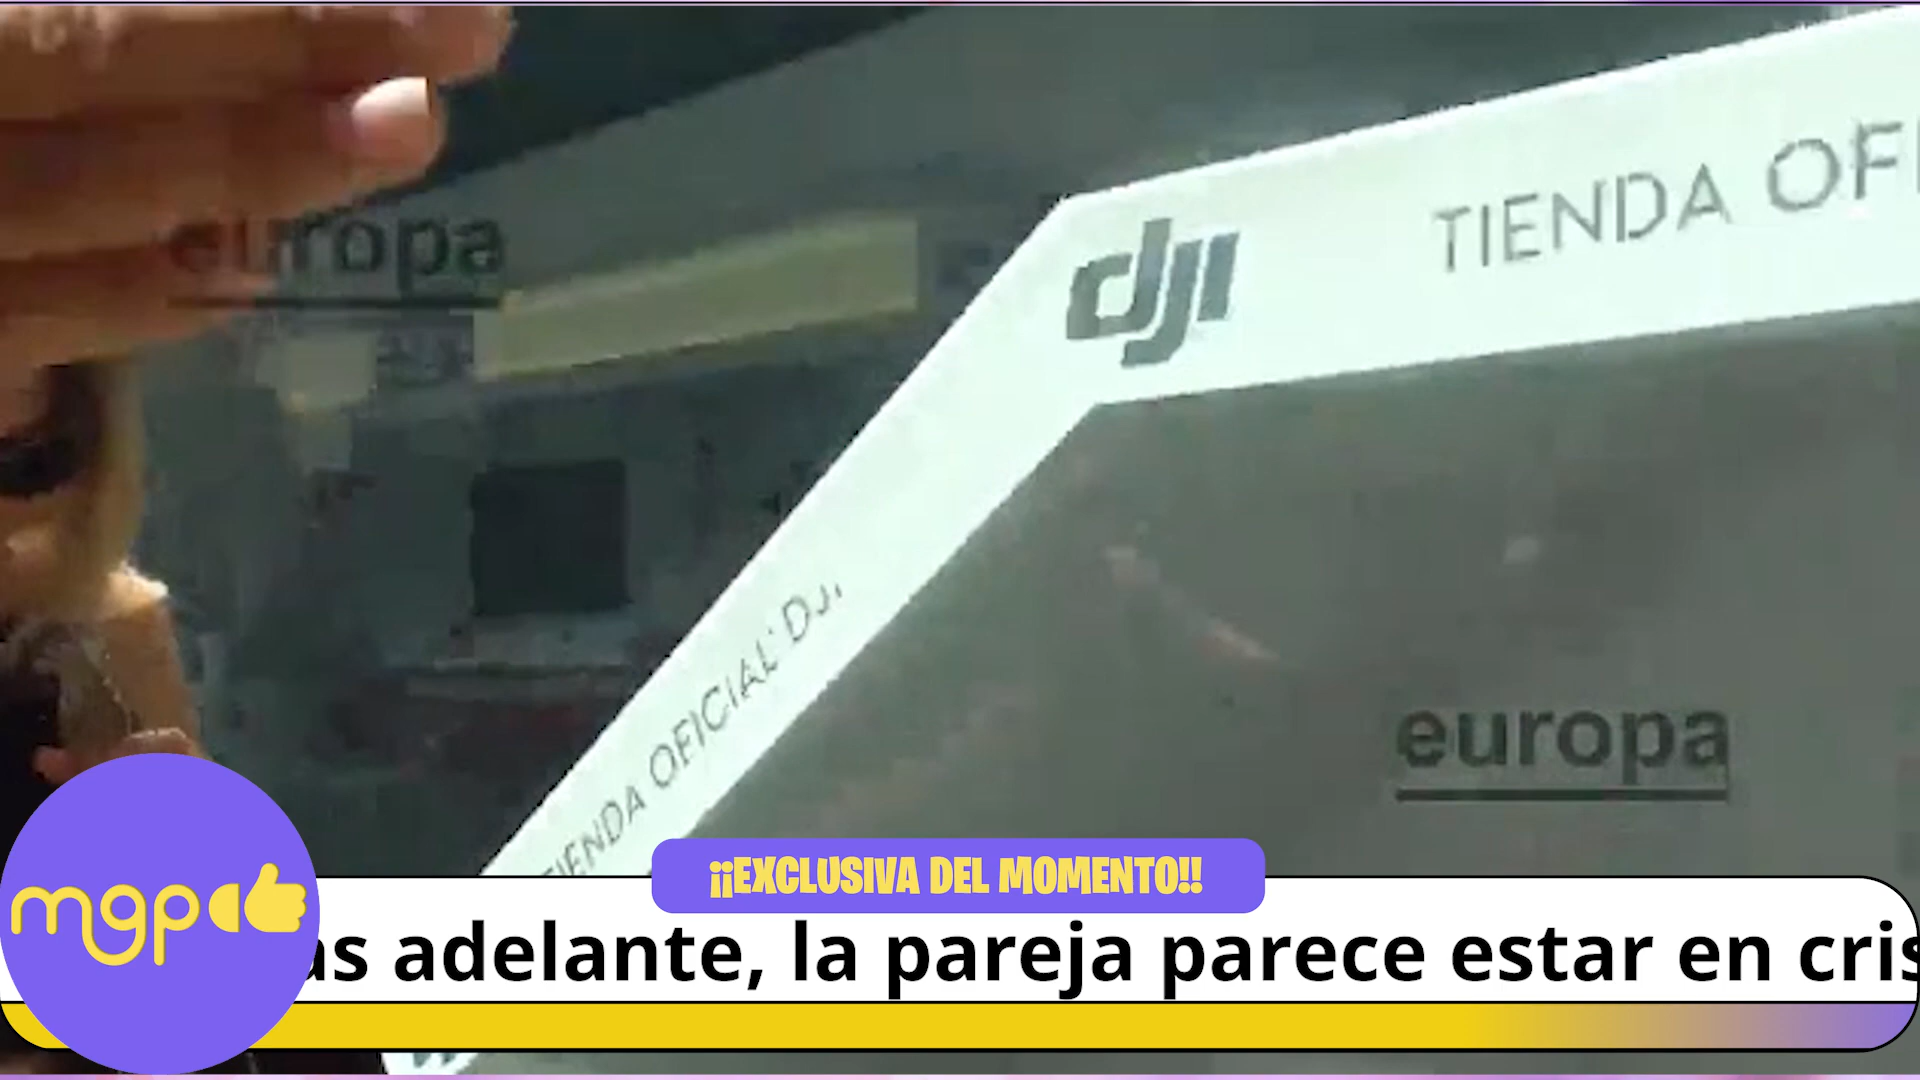 europa
dji
TIENDA OFI
TIENDA OFICIAL DJI
europa
¡¡EXCLUSIVA DEL MOMENTO!!
mgp
as adelante, la pareja parece estar en cris